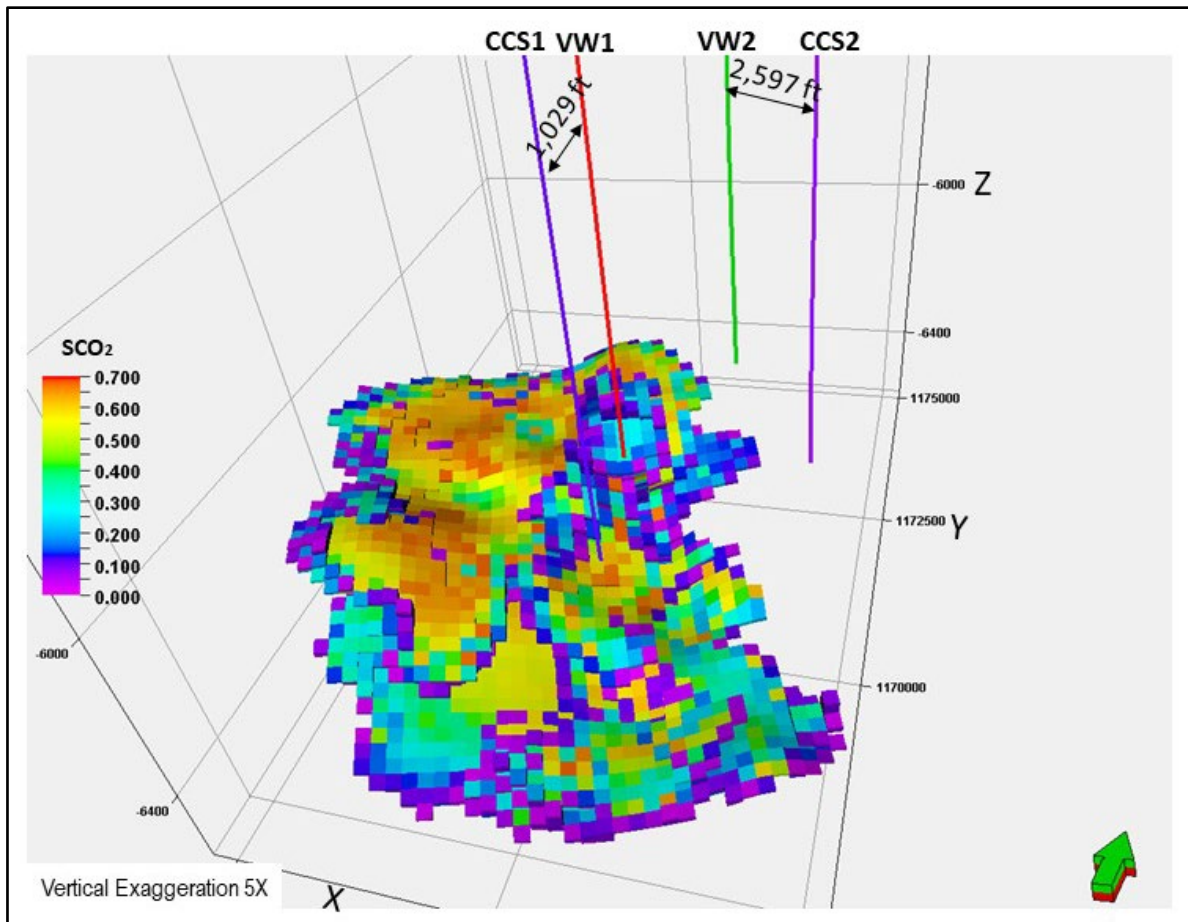 CCS1 VW1 VW2 CCS2
2,597 ft
1,029 ft
-6000 Z
-6400
SCO2
0.700
0.600
0.500
0.400
0.300
0.200
0.100
0.000
1175000
1172500
Y
1170000
-6000
-6400
Vertical Exaggeration 5X
X